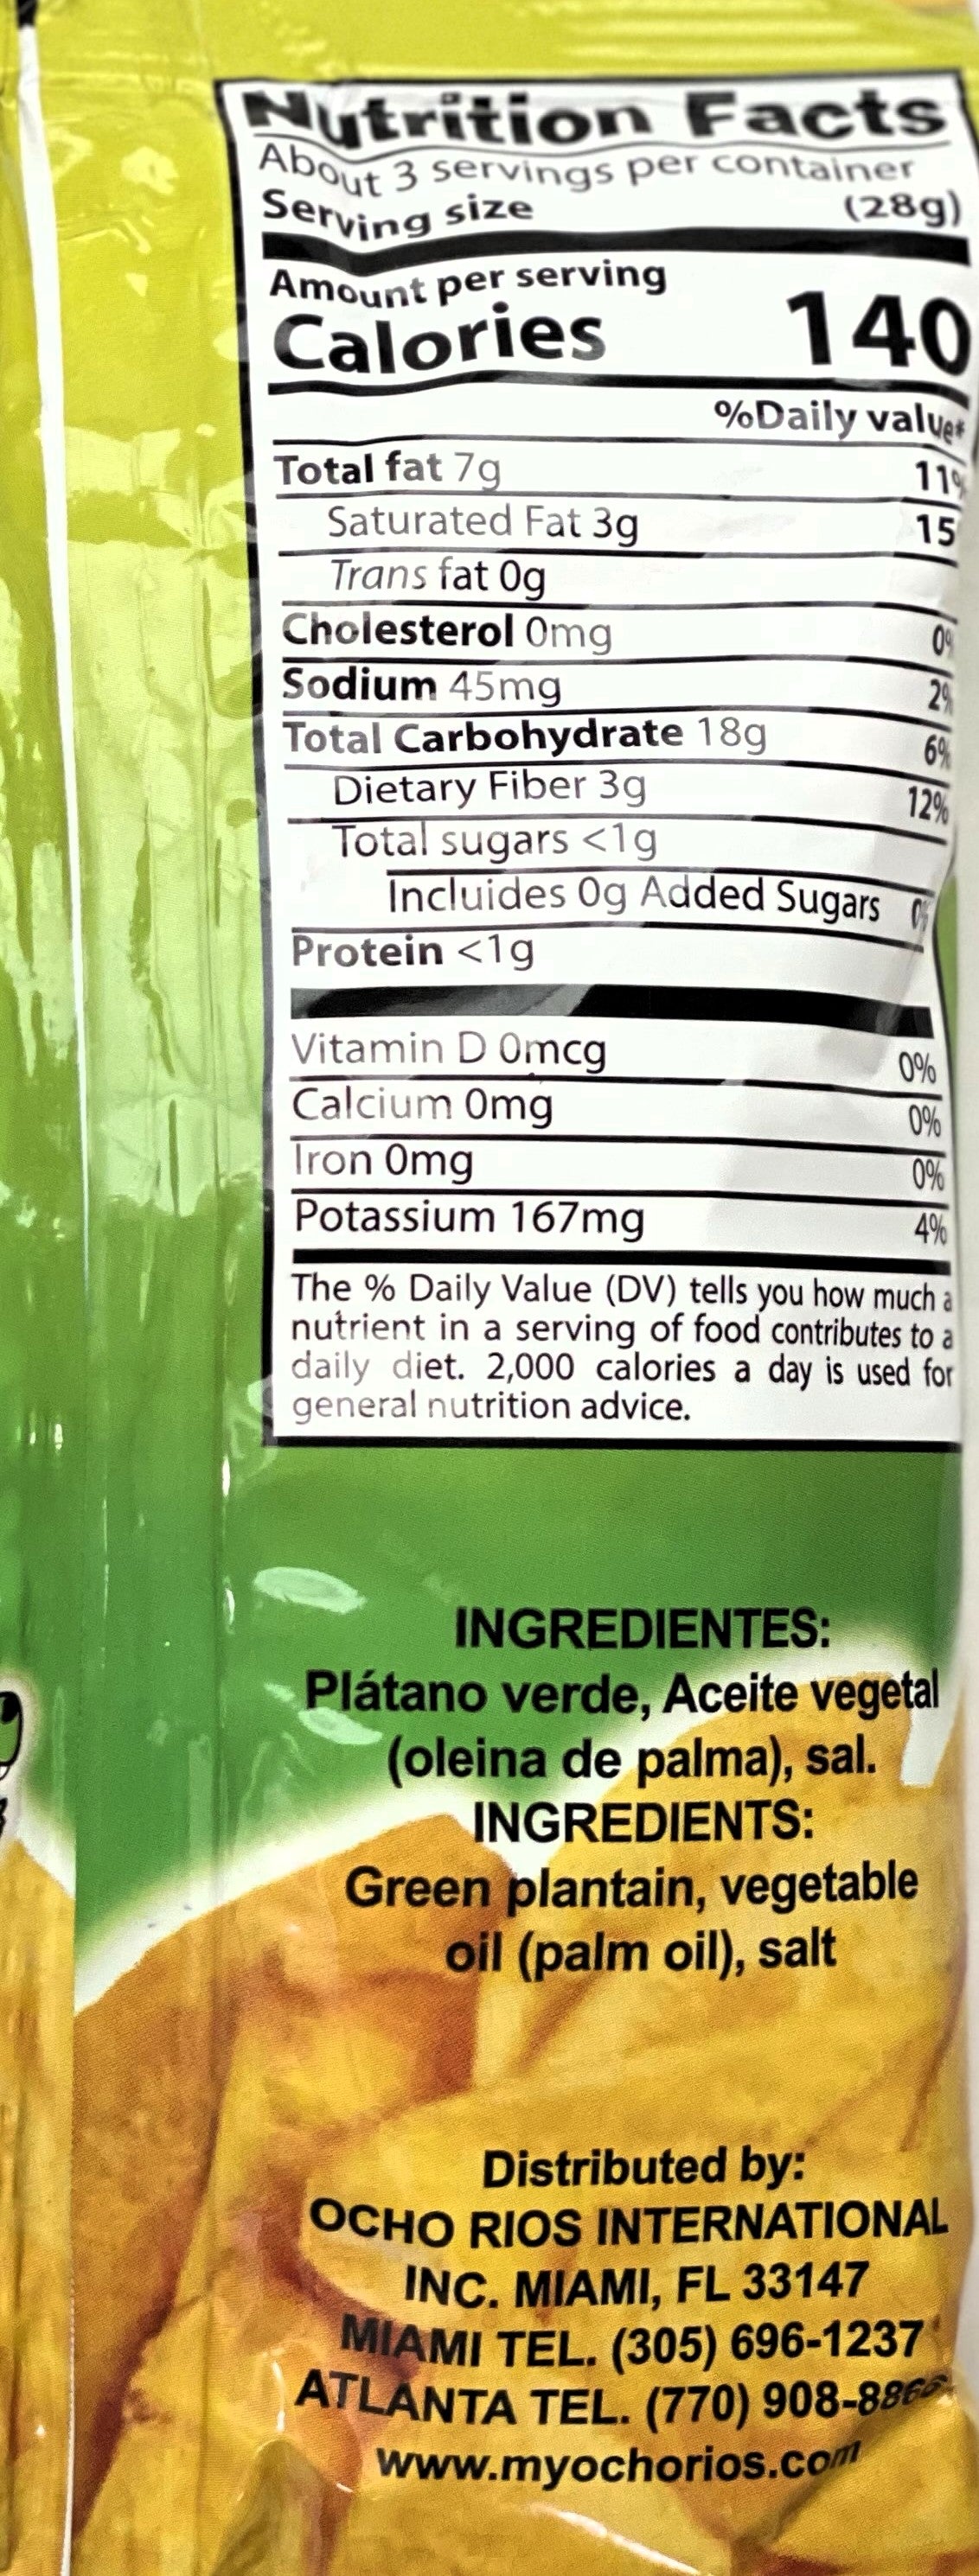 Nutrition Facts
About 3 servings per container
Serving size (28g)
Amount per serving
Calories 140
%Daily value*
Total fat 7g 11%
Saturated Fat 3g 15
Trans fat 0g
Cholesterol 0mg 0%
Sodium 45mg 2%
Total Carbohydrate 18g 6%
Dietary Fiber 3g 12%
Total sugars <1g
Incluides 0g Added Sugars 0%
Protein <1g
Vitamin D 0mcg 0%
Calcium 0mg 0%
Iron 0mg 0%
Potassium 167mg 4%
The % Daily Value (DV) tells you how much a
nutrient in a serving of food contributes to a
daily diet. 2,000 calories a day is used for
general nutrition advice.
INGREDIENTES:
Plátano verde, Aceite vegetal
(oleina de palma), sal.
INGREDIENTS:
Green plantain, vegetable
oil (palm oil), salt
Distributed by:
OCHO RIOS INTERNATIONAL
INC. MIAMI, FL 33147
MIAMI TEL. (305) 696-1237
ATLANTA TEL. (770)
www.myochorios.com